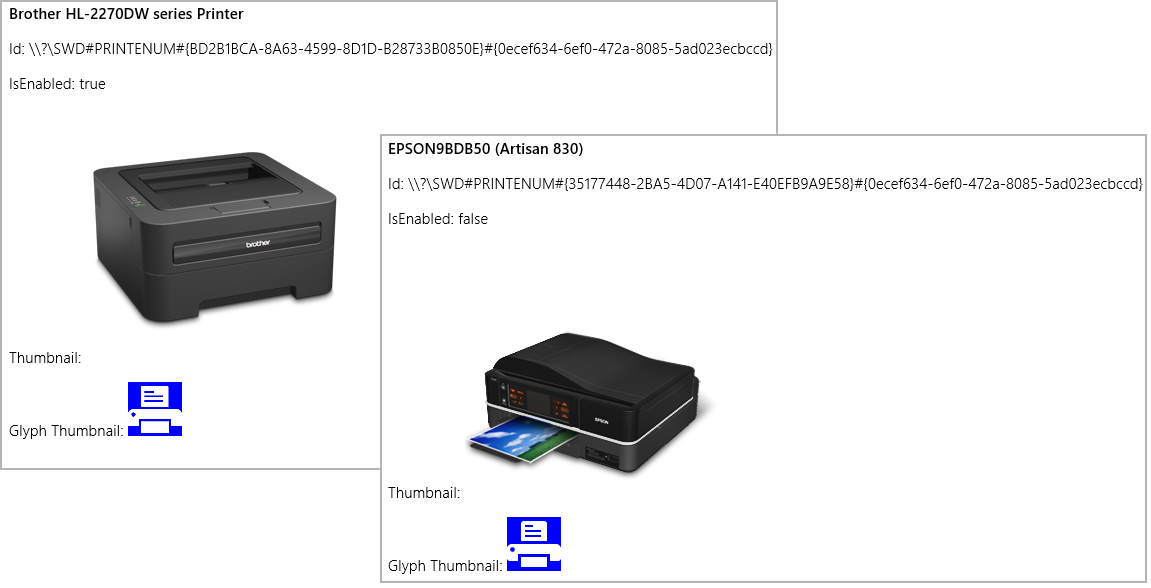 Brother HL-2270DW series Printer
Id: \\?\SWD#PRINTENUM#{BD2B1BCA-8A63-4599-8D1D-B28733B0850E}#{0ecef634-6ef0-472a-8085-5ad023ecbccd}
IsEnabled: true
brother
Thumbnail:
Glyph Thumbnail:
EPSON9BDB50 (Artisan 830)
Id: \\?\SWD#PRINTENUM#{35177448-2BA5-4D07-A141-E40EFB9A9E58}#{0ecef634-6ef0-472a-8085-5ad023ecbccd}
IsEnabled: false
EPSON
Thumbnail:
Glyph Thumbnail: